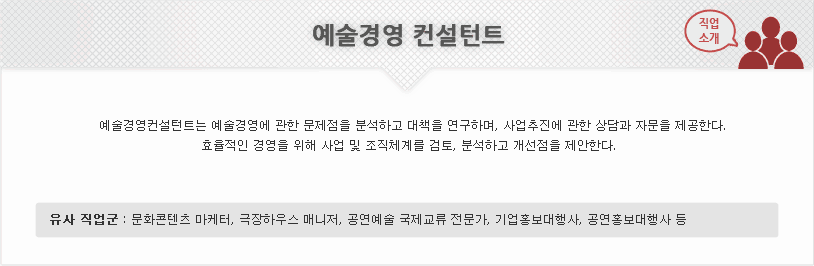 예술경영 컨설턴트
직업
소개
예술경영컨설턴트는 예술경영에 관한 문제점을 분석하고 대책을 연구하며, 사업추진에 관한 상담과 자문을 제공한다.
효율적인 경영을 위해 사업 및 조직체계를 검토, 분석하고 개선점을 제안한다.
유사 직업군 : 문화콘텐츠 마케터, 극장하우스 매니저, 공연예술 국제교류 전문가, 기업홍보대행사, 공연홍보대행사 등